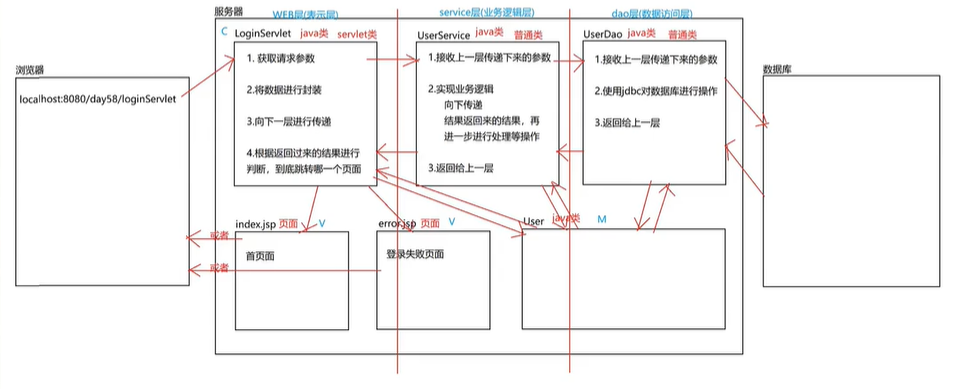 服务器
WEB层(表示层)
service层(业务逻辑层)
dao层(数据访问层)
C
LoginServlet java类 servlet类
UserService java类 普通类
UserDao java类 普通类
浏览器
localhost:8080/day58/loginServlet
1. 获取请求参数
2.将数据进行封装
3.向下一层进行传递
4.根据返回过来的结果进行
判断，到底跳转哪一个页面
1.接收上一层传递下来的参数
2.实现业务逻辑
向下传递
结果返回来的结果，再
进一步进行处理等操作
3.返回给上一层
1.接收上一层传递下来的参数
2.使用jdbc对数据库进行操作
3.返回给上一层
数据库
index.jsp 页面 V
error.jsp 页面 V
User java类 M
或者
首页面
登录失败页面
或者